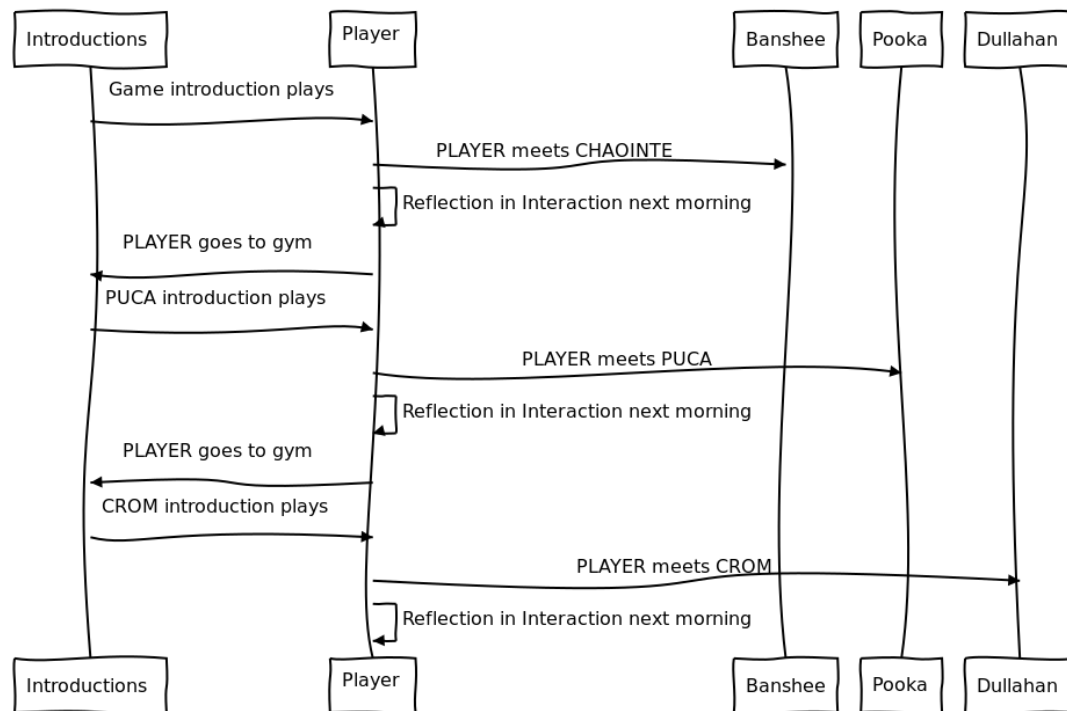 Introductions
Player
Banshee
Pooka
Dullahan
Game introduction plays
PLAYER meets CHAOINTE
Reflection in Interaction next morning
PLAYER goes to gym
PUCA introduction plays
PLAYER meets PUCA
Reflection in Interaction next morning
PLAYER goes to gym
CROM introduction plays
PLAYER meets CROM
Reflection in Interaction next morning
Introductions
Player
Banshee
Pooka
Dullahan